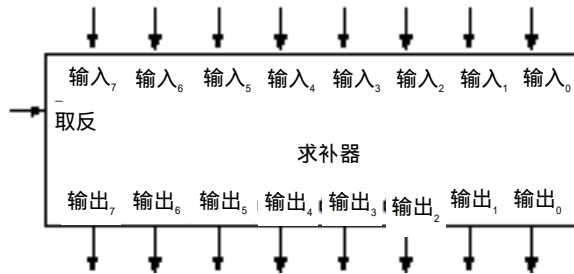 输入₇ 输入₆ 输入₅ 输入₄ 输入₃ 输入₂ 输入₁ 输入₀
取反
求补器
输出₇ 输出₆ 输出₅ 输出₄ 输出₃ 输出₂ 输出₁ 输出₀